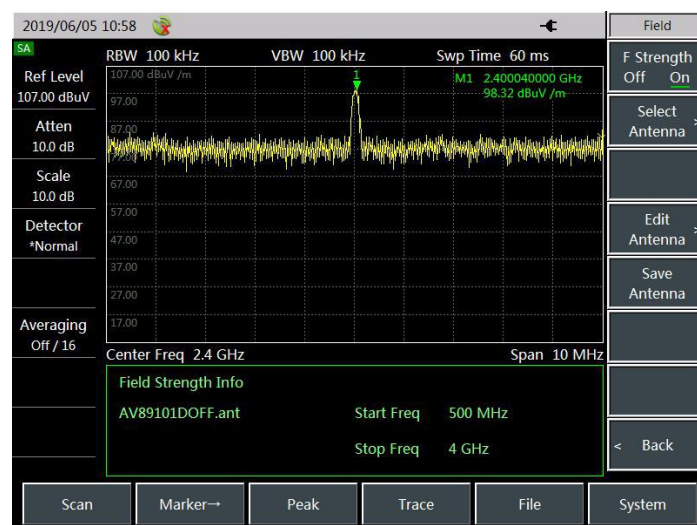 2019/06/05 10:58
Field
SA
RBW 100 kHz VBW 100 kHz Swp Time 60 ms
Ref Level
107.00 dBuV
Atten
10.0 dB
Scale
10.0 dB
Detector
*Normal
Averaging
Off / 16
107.00 dBuV /m
97.00
87.00
67.00
57.00
47.00
37.00
27.00
17.00
1
M1 2.400040000 GHz
98.32 dBuV /m
Center Freq 2.4 GHz Span 10 MHz
Field Strength Info
AV89101DOFF.ant Start Freq 500 MHz
Stop Freq 4 GHz
F Strength
Off On
Select
Antenna >
Edit
Antenna >
Save
Antenna
< Back
Scan Marker→ Peak Trace File System